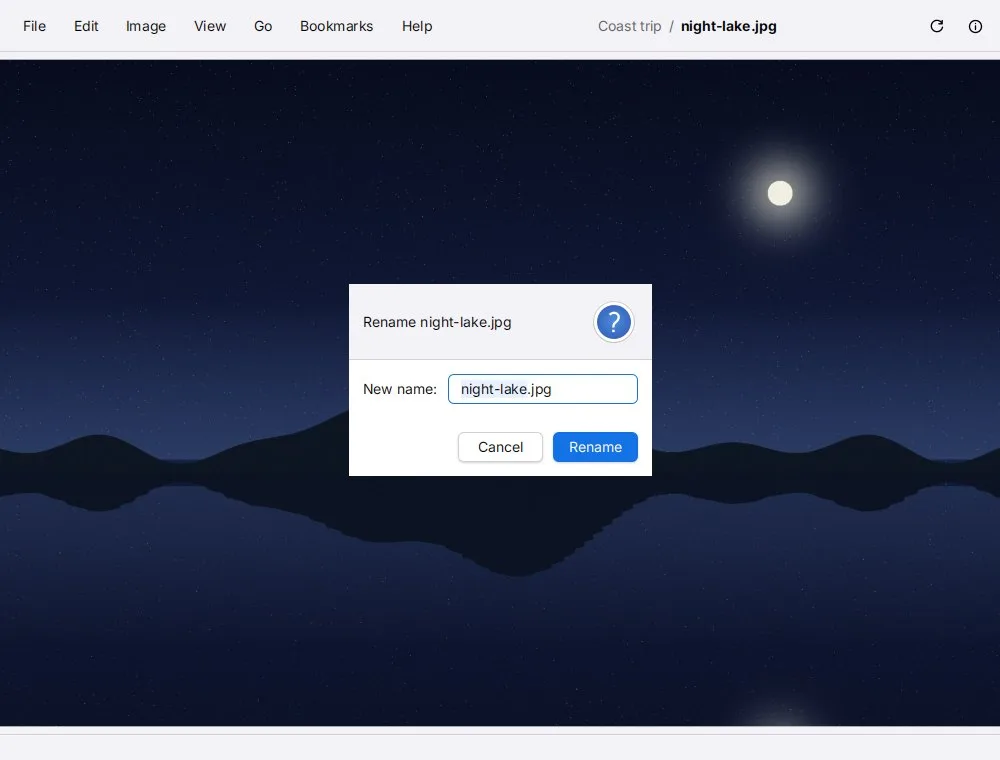 File Edit Image View Go Bookmarks Help Coast trip / night-lake.jpg
Rename night-lake.jpg ?
New name: night-lake.jpg
Cancel Rename